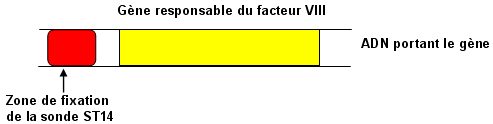 Gène responsable du facteur VIII
ADN portant le gène
Zone de fixation
de la sonde ST14